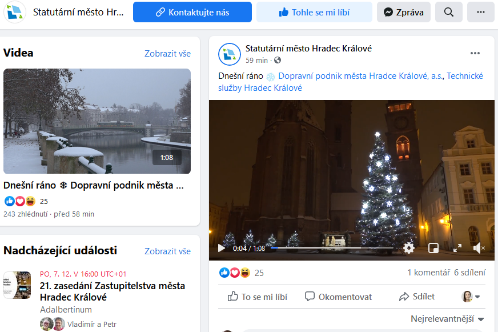 Statutární město Hr...
Kontaktujte nás
Tohle se mi líbí
Zpráva
Videa
Zobrazit vše
1:08
Dnešní ráno ❄ Dopravní podnik města ...
25
243 zhlédnutí · před 58 min
Nadcházející události
Zobrazit vše
PO, 7. 12. V 16:00 UTC+01
21. zasedání Zastupitelstva města
Hradec Králové
Adalbertinum
Vladimír a Petr
Statutární město Hradec Králové
59 min ·
Dnešní ráno ❄ Dopravní podnik města Hradce Králové, a.s., Technické
služby Hradec Králové
0:04 / 1:08
25
1 komentář 6 sdílení
To se mi líbí
Okomentovat
Sdílet
Nejrelevantnější